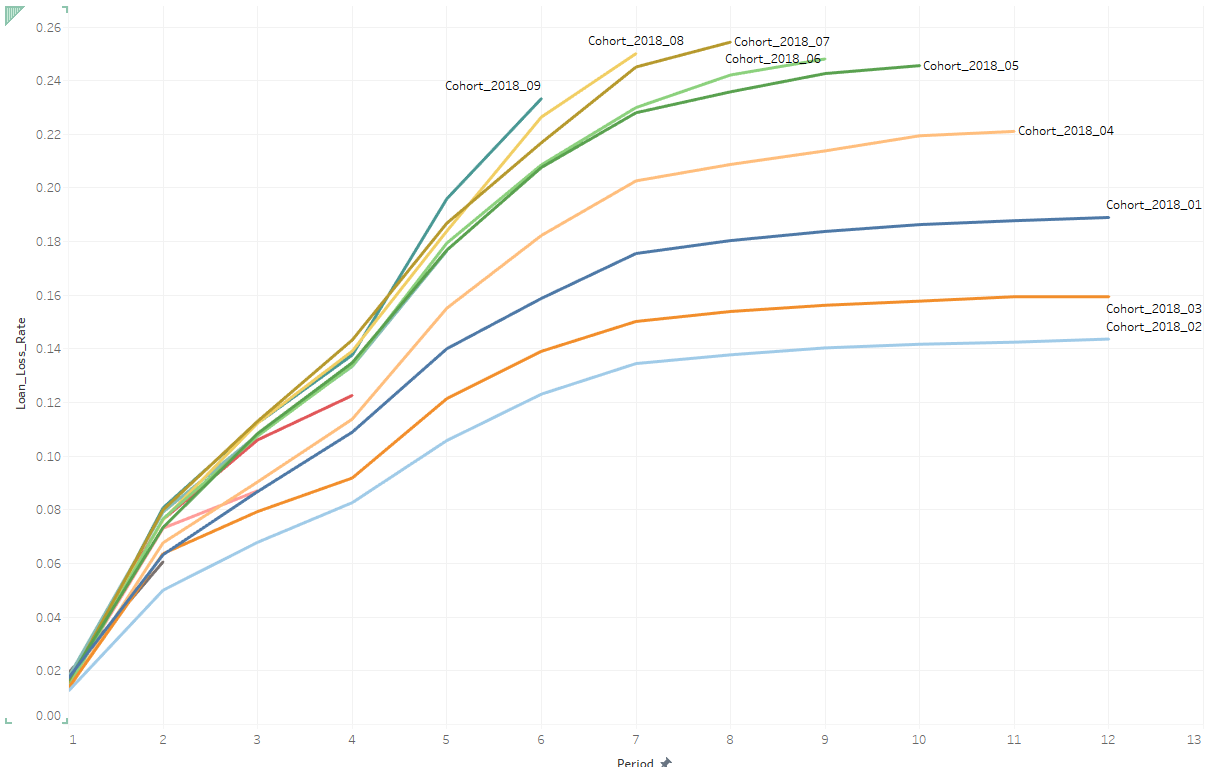 0.26
0.24
0.22
0.20
0.18
0.16
0.14
0.12
0.10
0.08
0.06
0.04
0.02
0.00
Loan_Loss_Rate
Cohort_2018_08
Cohort_2018_07
Cohort_2018_06
Cohort_2018_05
Cohort_2018_09
Cohort_2018_04
Cohort_2018_01
Cohort_2018_03
Cohort_2018_02
1 2 3 4 5 6 7 8 9 10 11 12 13
Period